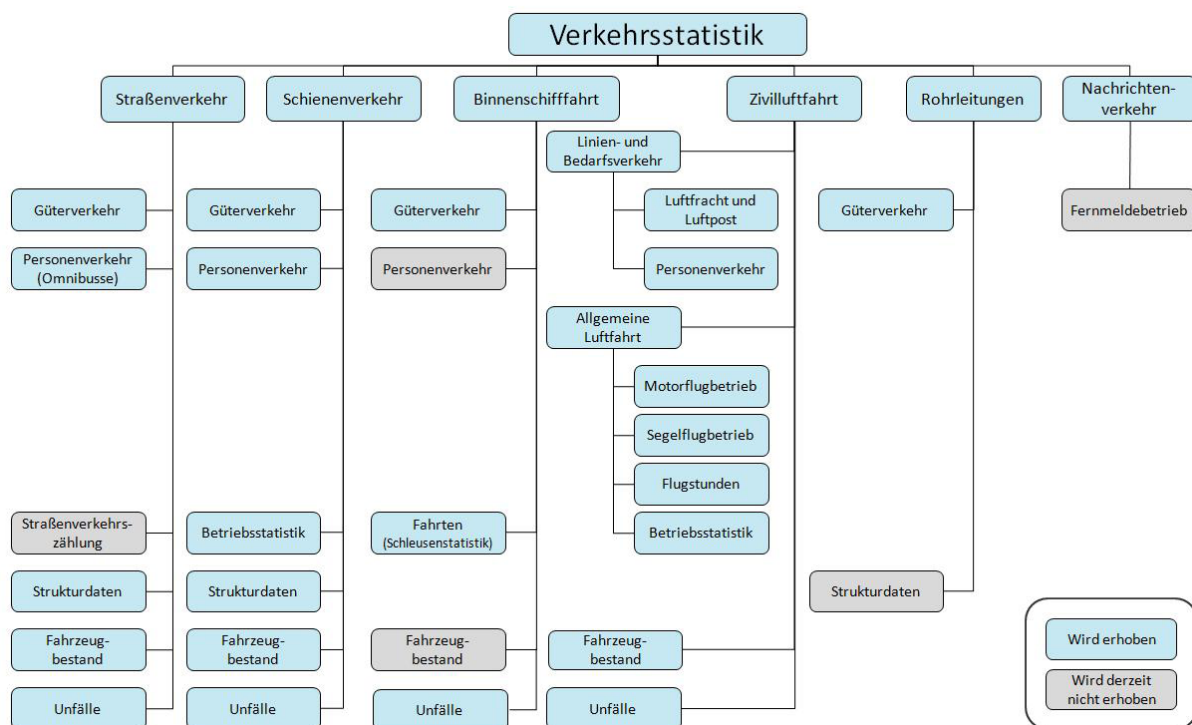 Verkehrsstatistik
Straßenverkehr
Schienenverkehr
Binnenschifffahrt
Zivilluftfahrt
Rohrleitungen
Nachrichten-
verkehr
Linien- und
Bedarfsverkehr
Güterverkehr
Güterverkehr
Güterverkehr
Luftfracht und
Luftpost
Güterverkehr
Fernmeldebetrieb
Personenverkehr
(Omnibusse)
Personenverkehr
Personenverkehr
Personenverkehr
Allgemeine
Luftfahrt
Motorflugbetrieb
Segelflugbetrieb
Flugstunden
Straßenverkehrs-
zählung
Betriebsstatistik
Fahrten
(Schleusenstatistik)
Betriebsstatistik
Strukturdaten
Strukturdaten
Strukturdaten
Fahrzeug-
bestand
Fahrzeug-
bestand
Fahrzeug-
bestand
Fahrzeug-
bestand
Unfälle
Unfälle
Unfälle
Unfälle
Wird erhoben
Wird derzeit
nicht erhoben